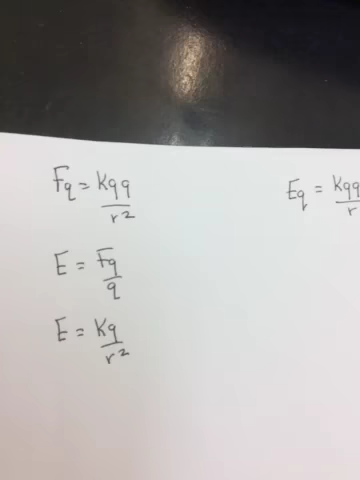 Fq = Kqq/r²
E = Fq/q
E = Kq/r²
Eq = Kqq/r